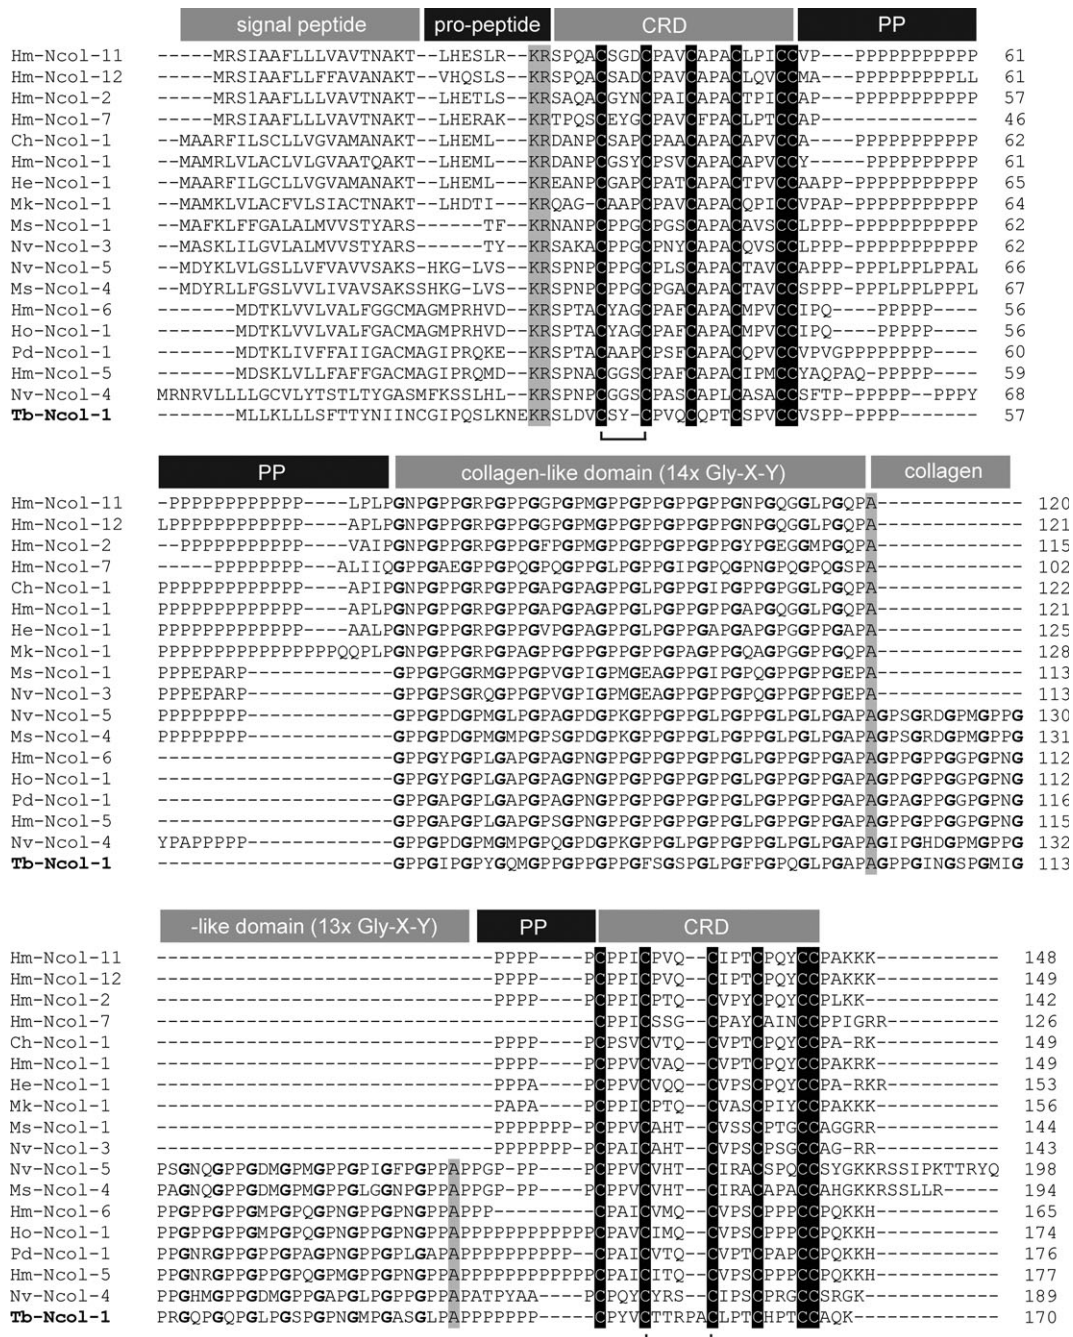 signal peptide pro-peptide CRD PP
Hm-Ncol-11 -----MRSIAAFLLLVAVTNAKT--LHESLR--KRSPQACSGDCPAVCAPACLPICCVP---PPPPPPPPPPP 61
Hm-Ncol-12 -----MRSIAAFLLFFAVANAKT--VHQSLS--KRSPQACSADCPAVCAPACLQVCCMA---PPPPPPPPPLL 61
Hm-Ncol-2 -----MRS1AAFLLLVAVTNAKT--LHETLS--KRSAQACGYNCPAICAPACTPICCAP---PPPPPPPPPPP 57
Hm-Ncol-7 -----MRSIAAFLLLVAVTNAKT--LHERAK--KRTPQSCEYGCPAVCFPACLPTCCAP-------------- 46
Ch-Ncol-1 --MAARFILSCLLVGVAMANAKT--LHEML---KRDANPCSAPCPAACAPACAPVCCA----PPPPPPPPPPP 62
Hm-Ncol-1 --MAMRLVLACLVLGVAATQAKT--LHEML---KRDANPCGSYCPSVCAPACAPVCCY----PPPPPPPPPPP 61
He-Ncol-1 --MAARFILGCLLVGVAMANAKT--LHEML---KREANPCGAPCPATCAPACTPVCCAAPP-PPPPPPPPPPP 65
Mk-Ncol-1 --MAMKLVLACFVLSIACTNAKT--LHDTI---KRQAG-CAAPCPAVCAPACQPICCVPAP-PPPPPPPPPPP 64
Ms-Ncol-1 --MAFKLFFGALALMVVSTYARS------TF--KRNANPCPPGCPGSCAPACAVSCCLPPP-PPPPPPPPPPP 62
Nv-Ncol-3 --MASKLILGVLALMVVSTYARS------TY--KRSAKACPPGCPNYCAPACQVSCCLPPP-PPPPPPPPPPP 62
Nv-Ncol-5 --MDYKLVLGSLLVFVAVVSAKS-HKG-LVS--KRSPNPCPPGCPLSCAPACTAVCCAPPP-PPPLPPLPPAL 66
Ms-Ncol-4 --MDYRLLFGSLVVLIVAVSAKSSHKG-LVS--KRSPNPCPPGCPGACAPACTAVCCSPPP-PPPLPPLPPPL 67
Hm-Ncol-6 -------MDTKLVVLVALFGGCMAGMPRHVD--KRSPTACYAGCPAFCAPACMPVCCIPQ----PPPPP---- 56
Ho-Ncol-1 -------MDTKLVVLVALFGGCMAGMPRHVD--KRSPTACYAGCPAFCAPACMPVCCIPQ----PPPPP---- 56
Pd-Ncol-1 -------MDTKLIVFFAIIGACMAGIPRQKE--KRSPTACAAPCPSFCAPACQPVCCVPVGPPPPPPPP---- 60
Hm-Ncol-5 -------MDSKLVLLFAFFGACMAGIPRQMD--KRSPNACGGSCPAFCAPACIPMCCYAQPAQ-PPPPP---- 59
Nv-Ncol-4 MRNRVLLLLGVLYTSTLTYGASMFKSSLHL--KRSPNPCGGSCAPSCAPLCASACCSFTP-PPPPP--PPPY 68
Tb-Ncol-1 -------MLLKLLLSFTTYNIINCGIPQSLKNEKRSLDVCSY-CPVQCQPTCSPVCCVSPP-PPPP------- 57
PP collagen-like domain (14x Gly-X-Y) collagen
Hm-Ncol-11 -PPPPPPPPPPPP----LPLPGNPGPPGRPGPPGGPGPMGPPGPPGPPGPPGNPGQGGLPGQPA------------- 120
Hm-Ncol-12 LPPPPPPPPPPPP----APLPGNPGPPGRPGPPGGPGPMGPPGPPGPPGPPGNPGQGGLPGQPA------------- 121
Hm-Ncol-2 --PPPPPPPPPPP----VAIPGNPGPPGRPGPPGFPGPMGPPGPPGPPGPPGYPGEGGMPGQPA------------- 115
Hm-Ncol-7 -----PPPPPPPPP---ALIIQGPPGAEGPPGPQGPQGPPGLPGPPGIPGPQGPNGPQGPQGSPA------------- 102
Ch-Ncol-1 PPPPPPPPPPPPP----APIPGNPGPPGRPGPPGAPGPAGPPGLPGPPGIPGPPGPGGLPGQPA------------- 122
Hm-Ncol-1 PPPPPPPPPPPPP----APLPGNPGPPGRPGPPGAPGPAGPPGLPGPPGPPGAPGQGGLPGQPA------------- 121
He-Ncol-1 PPPPPPPPPPPPP----AALPGNPGPPGRPGPPGVPGPAGPPGLPGPPGAPGAPGPGGPPGAPA------------- 125
Mk-Ncol-1 PPPPPPPPPPPPPPPPQQPLPGNPGPPGRPGPAGPPGPPGPPGPPGPAGPPGQAGPGGPPGQPA------------- 128
Ms-Ncol-1 PPPEPARP-------------GPPGPGGRMGPPGPVGPIGPMGEAGPPGIPGPQGPPGPPGEPA------------- 113
Nv-Ncol-3 PPPEPARP-------------GPPGPSGRQGPPGPVGPIGPMGEAGPPGPPGPQGPPGPPGEPA------------- 113
Nv-Ncol-5 PPPPPPPP-------------GPPGPDGPMGLPGPAGPDGPKGPPGPPGLPGPPGLPGLPGAPAGPSGRDGPMGPPG 130
Ms-Ncol-4 PPPPPPPP-------------GPPGPDGPMGMPGPSGPDGPKGPPGPPGLPGPPGLPGLPGAPAGPSGRDGPMGPPG 131
Hm-Ncol-6 ---------------------GPPGYPGPLGAPGPAGPNGPPGPPGPPGPPGLPGPPGPPGAPAGPPGPPGGPGPNG 112
Ho-Ncol-1 ---------------------GPPGYPGPLGAPGPAGPNGPPGPPGPPGPPGLPGPPGPPGAPAGPPGPPGGPGPNG 112
Pd-Ncol-1 ---------------------GPPGAPGPLGAPGPAGPNGPPGPPGPPGPPGLPGPPGPPGAPAGPAGPPGGPGPNG 116
Hm-Ncol-5 ---------------------GPPGAPGPLGAPGPSGPNGPPGPPGPPGPPGLPGPPGPPGAPAGPPGPPGGPGPNG 115
Nv-Ncol-4 YPAPPPPP-------------GPPGPDGPMGMPGPQGPDGPKGPPGLPGPPGLPGPPGLPGAPAGIPGHDGPMGPPG 132
Tb-Ncol-1 ---------------------GPPGIPGPYGQMGPPGPPGPPGFSGSPGLPGFPGPQGLPGAPAGPPGINGSPGMIG 113
-like domain (13x Gly-X-Y) PP CRD
Hm-Ncol-11 ------------------------------PPPP----PCPPICPVQ--CIPTCPQYCCPAKKK----------- 148
Hm-Ncol-12 ------------------------------PPPP----PCPPICPVQ--CIPTCPQYCCPAKKK----------- 149
Hm-Ncol-2 ------------------------------PPPP----PCPPICPTQ--CVPYCPQYCCPLKK------------ 142
Hm-Ncol-7 ---------------------------------------CPPICSSG--CPAYCAINCCPPIGRR---------- 126
Ch-Ncol-1 ------------------------------PPPP----PCPSVCVTQ--CVPTCPQYCCPA-RK----------- 149
Hm-Ncol-1 ------------------------------PPPP----PCPPVCVAQ--CVPTCPQYCCPAKRK----------- 149
He-Ncol-1 ------------------------------PPPA----PCPPVCVQQ--CVPSCPQYCCPA-RKR---------- 153
Mk-Ncol-1 ------------------------------PAPA----PCPPICPTQ--CVASCPIYCCPAKKK----------- 156
Ms-Ncol-1 ------------------------------PPPPPPP-PCPPVCAHT--CVSSCPTGCCAGGRR----------- 144
Nv-Ncol-3 ------------------------------PPPPPPP-PCPAICAHT--CVPSCPSGCCAG-RR----------- 143
Nv-Ncol-5 PSGNQGPPGDMGPMGPPGPIGFPGPPAPPGP-PP----PCPPVCVHT--CIRACSPQCCSYGKKRSSIPKTTRYQ 198
Ms-Ncol-4 PAGNQGPPGDMGPMGPPGLGGNPGPPAPPGP-PP----PCPPVCVHT--CIRACAPACCAHGKKRSSLLR----- 194
Hm-Ncol-6 PPGPPGPPGMPGPQGPNGPPGPNGPPAPPP---------CPAICVMQ--CVPSCPPPCCPQKKH----------- 165
Ho-Ncol-1 PPGPPGPPGMPGPQGPNGPPGPNGPPAPPPPPPPPPPPPCPAVCIMQ--CVPSCPPPCCPQKKH----------- 174
Pd-Ncol-1 PPGNRGPPGPPGPAGPNGPPGPLGAPAPPPPPPPPPP--CPAICVTQ--CVPTCPAPCCPQKKH----------- 176
Hm-Ncol-5 PPGNRGPPGPPGPQGPMGPPGPNGPPAPPPPPPPPPPPPCPAICITQ--CVPSCPPPCCPQKKH----------- 177
Nv-Ncol-4 PPGHMGPPGDMGPPGAPGLPGPPGPPAPATPYAA---PPCPQYCYRS--CIPSCPRGCCSRGK------------ 189
Tb-Ncol-1 PRGQPGQPGLPGSPGPNGMPGASGLPAPPPPPPP-----CPYVCTTRPACLPTCHPTCCAQK------------- 170